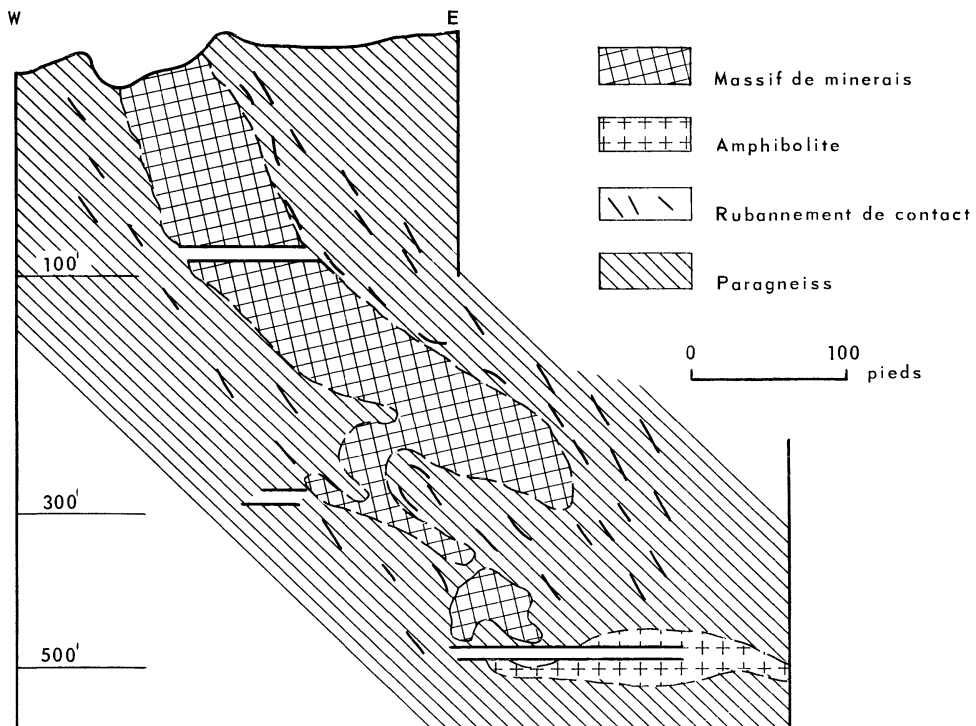 W
E
Massif de minerais
Amphibolite
Rubannement de contact
Paragneiss
0 100
pieds
100'
300'
500'